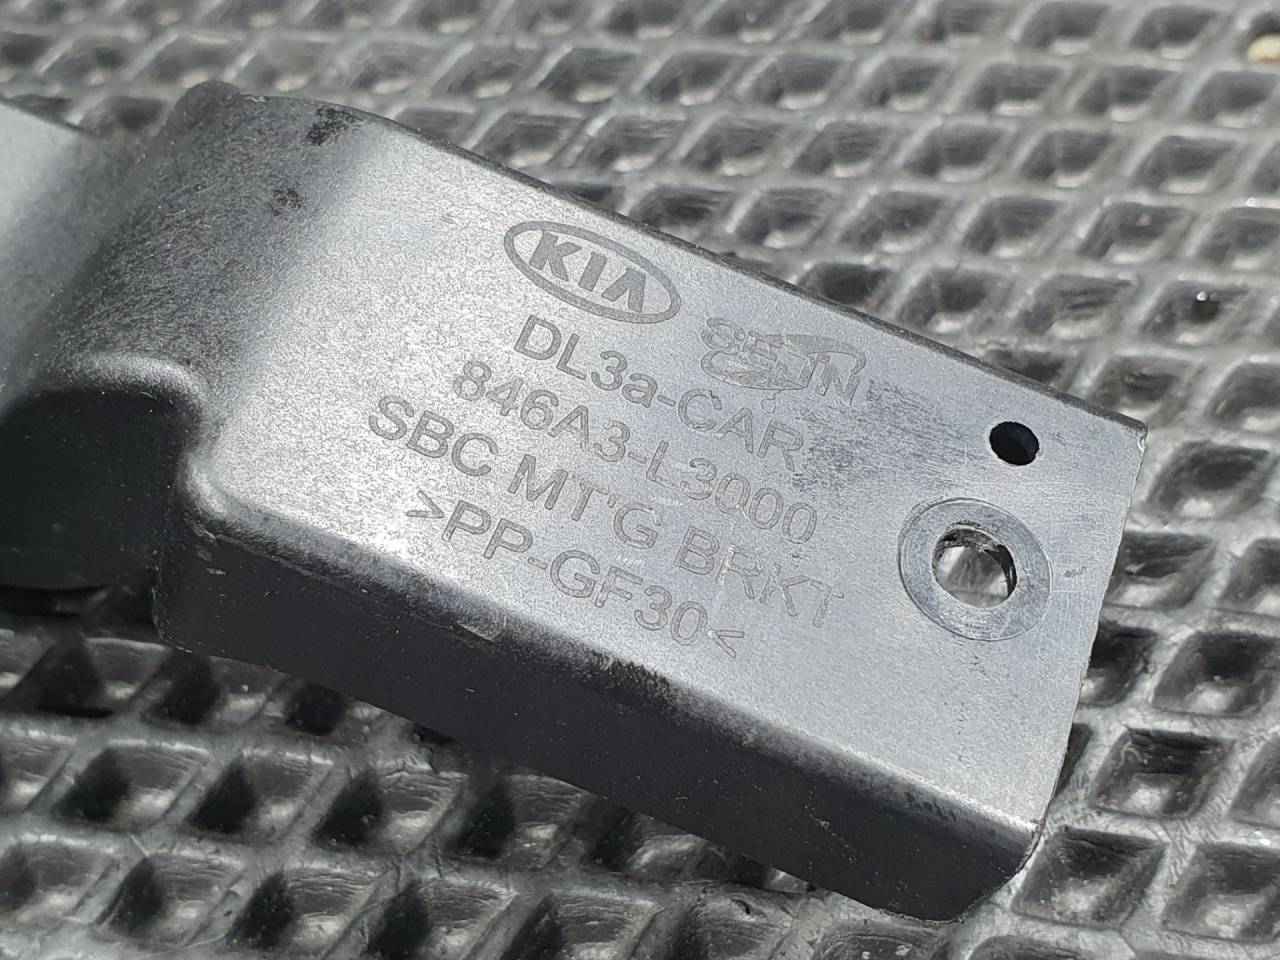 KIA
DL3a-CAR
846A3-L3000
SBC MT'G BRKT
>PP-GF30<